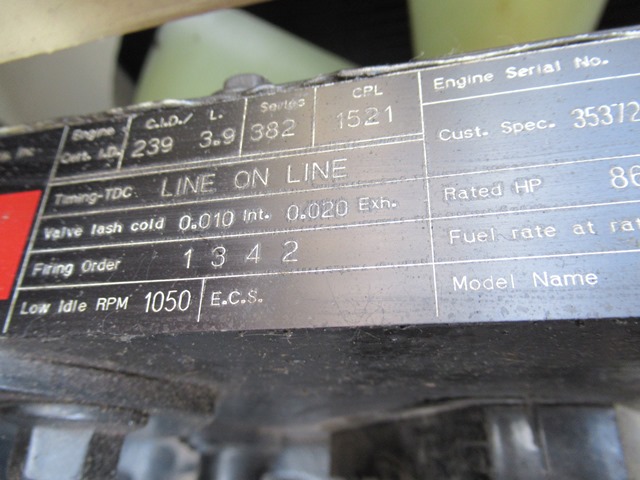 Engine C.I.D./ L. Series CPL
Cert. I.D. 239 3.9 382 1521
Timing-TDC LINE ON LINE
Valve lash cold 0.010 Int. 0.020 Exh.
Firing Order 1 3 4 2
Low Idle RPM 1050 E.C.S.
Engine Serial No.
Cust. Spec. 35372
Rated HP 86
Fuel rate at rat
Model Name